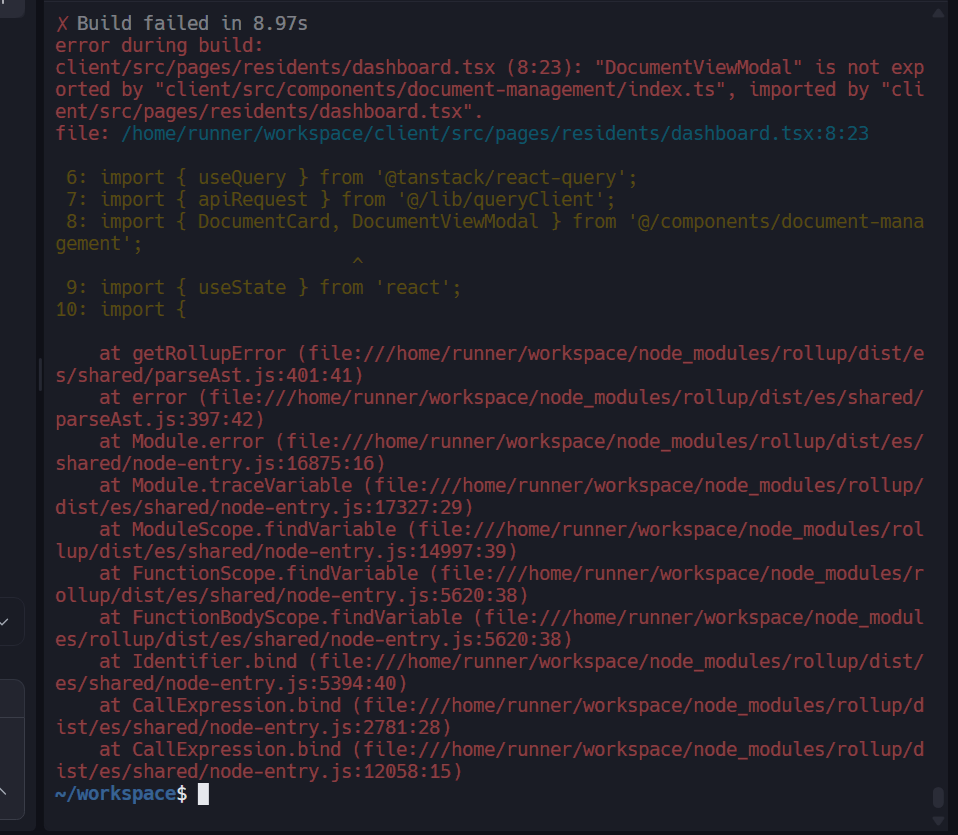 ✗ Build failed in 8.97s
error during build:
client/src/pages/residents/dashboard.tsx (8:23): "DocumentViewModal" is not exp
orted by "client/src/components/document-management/index.ts", imported by "cli
ent/src/pages/residents/dashboard.tsx".
file: /home/runner/workspace/client/src/pages/residents/dashboard.tsx:8:23
6: import { useQuery } from '@tanstack/react-query';
7: import { apiRequest } from '@/lib/queryClient';
8: import { DocumentCard, DocumentViewModal } from '@/components/document-mana
gement';
^
9: import { useState } from 'react';
10: import {
at getRollupError (file:///home/runner/workspace/node_modules/rollup/dist/e
s/shared/parseAst.js:401:41)
at error (file:///home/runner/workspace/node_modules/rollup/dist/es/shared/
parseAst.js:397:42)
at Module.error (file:///home/runner/workspace/node_modules/rollup/dist/es/
shared/node-entry.js:16875:16)
at Module.traceVariable (file:///home/runner/workspace/node_modules/rollup/
dist/es/shared/node-entry.js:17327:29)
at ModuleScope.findVariable (file:///home/runner/workspace/node_modules/rol
lup/dist/es/shared/node-entry.js:14997:39)
at FunctionScope.findVariable (file:///home/runner/workspace/node_modules/r
ollup/dist/es/shared/node-entry.js:5620:38)
at FunctionBodyScope.findVariable (file:///home/runner/workspace/node_modul
es/rollup/dist/es/shared/node-entry.js:5620:38)
at Identifier.bind (file:///home/runner/workspace/node_modules/rollup/dist/
es/shared/node-entry.js:5394:40)
at CallExpression.bind (file:///home/runner/workspace/node_modules/rollup/d
ist/es/shared/node-entry.js:2781:28)
at CallExpression.bind (file:///home/runner/workspace/node_modules/rollup/d
ist/es/shared/node-entry.js:12058:15)
~/workspace$